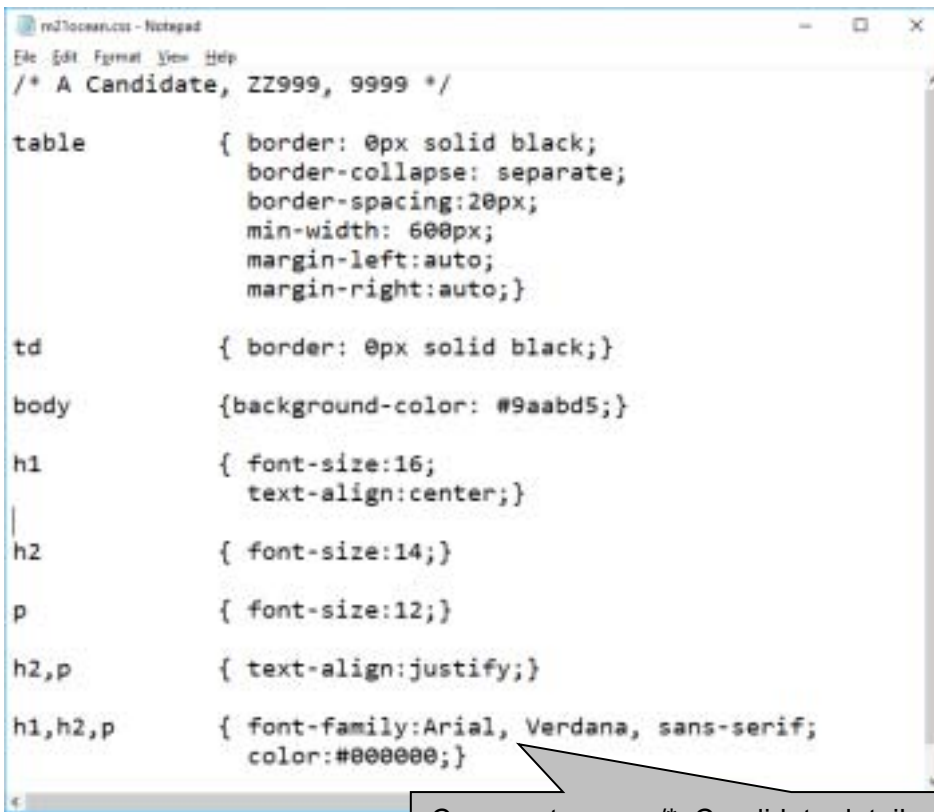 m21ocean.css - Notepad
File Edit Format View Help
/* A Candidate, ZZ999, 9999 */
table { border: 0px solid black;
border-collapse: separate;
border-spacing:20px;
min-width: 600px;
margin-left:auto;
margin-right:auto;}
td { border: 0px solid black;}
body {background-color: #9aabd5;}
h1 { font-size:16;
text-align:center;}
h2 { font-size:14;}
p { font-size:12;}
h2,p { text-align:justify;}
h1,h2,p { font-family:Arial, Verdana, sans-serif;
color:#000000;}